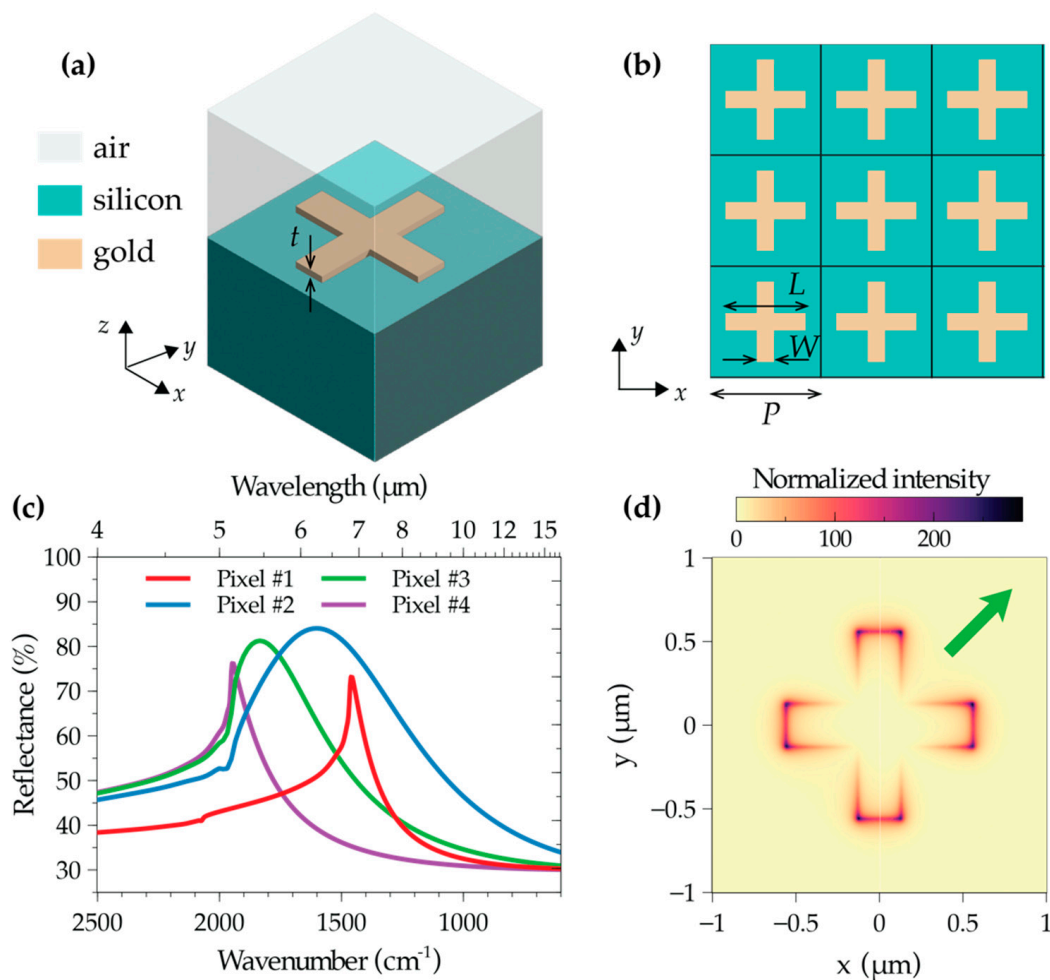 (a)
air
silicon
gold
t
z
y
x
(b)
L
W
y
x
P
(c)
Wavelength (μm)
4 5 6 7 8 10 12 15
Reflectance (%)
100
90
80
70
60
50
40
30
Pixel #1 Pixel #3
Pixel #2 Pixel #4
2500 2000 1500 1000
Wavenumber (cm⁻¹)
(d)
Normalized intensity
0 100 200
y (μm)
1
0.5
0
−0.5
−1
−1 −0.5 0 0.5 1
x (μm)